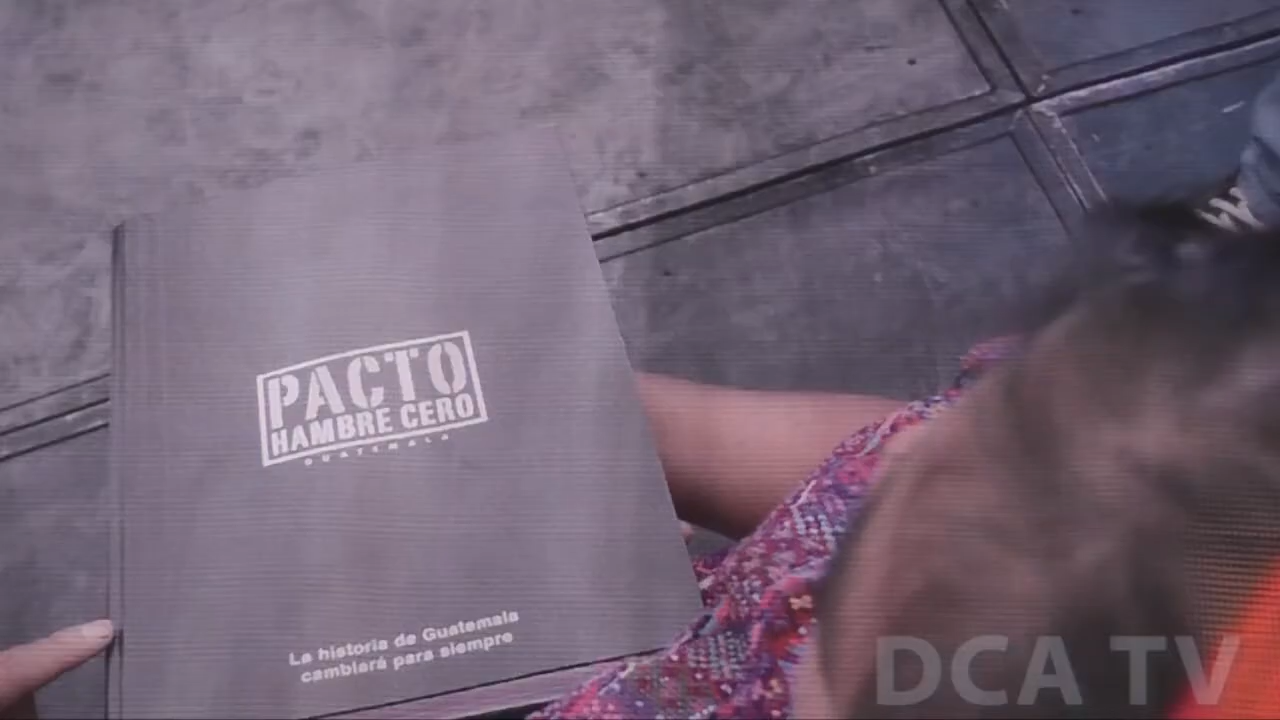 PACTO
HAMBRE CERO
GUATEMALA
La historia de Guatemala
cambiará para siempre
DCA TV